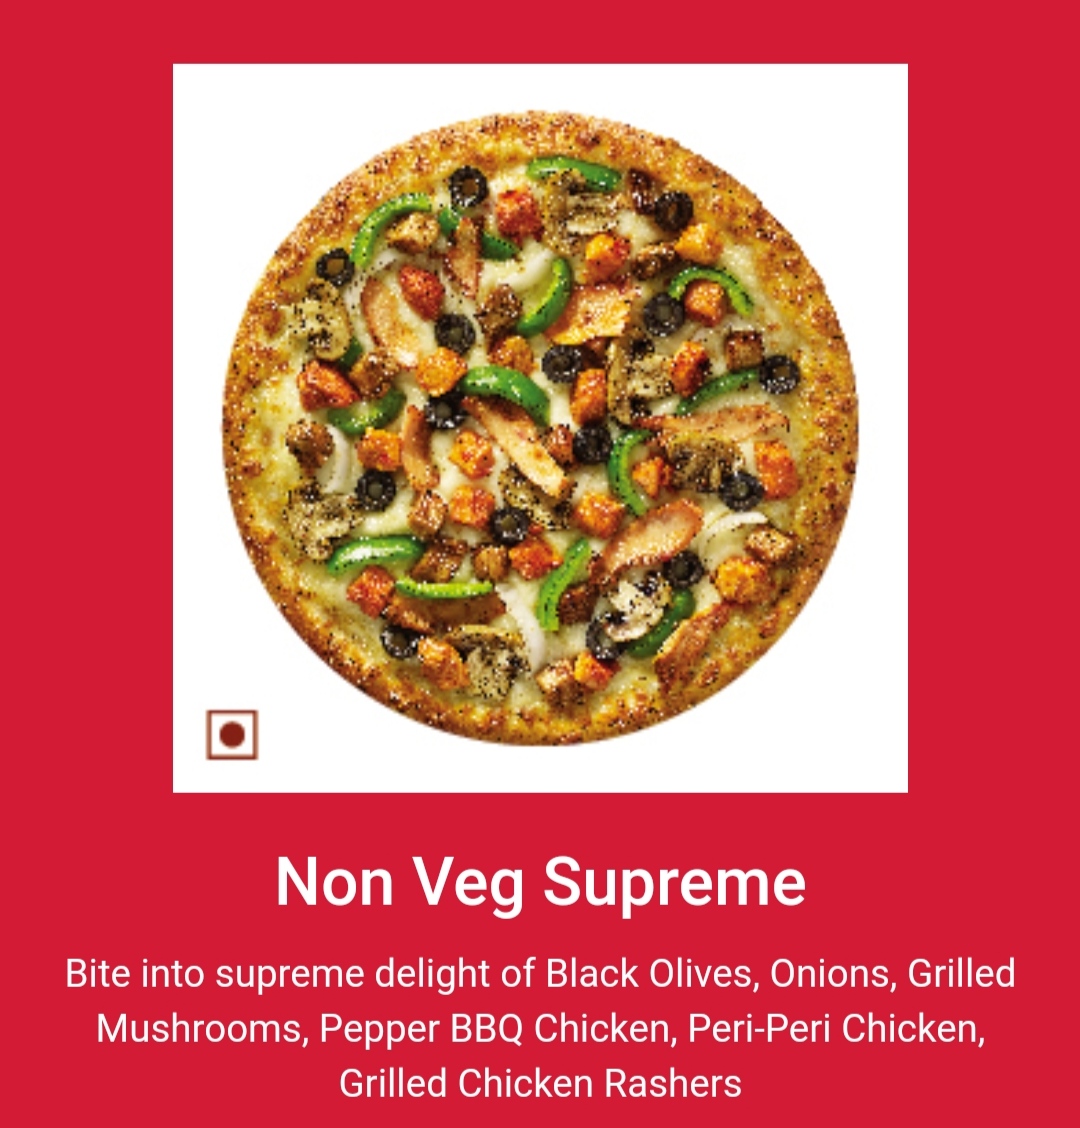 Non Veg Supreme
Bite into supreme delight of Black Olives, Onions, Grilled
Mushrooms, Pepper BBQ Chicken, Peri-Peri Chicken,
Grilled Chicken Rashers